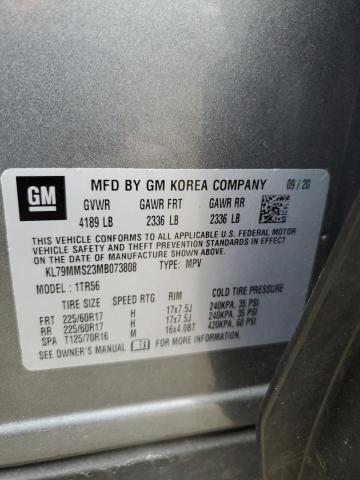 GM
MFD BY GM KOREA COMPANY 09/20
GVWR GAWR FRT GAWR RR
4189 LB 2336 LB 2336 LB
THIS VEHICLE CONFORMS TO ALL APPLICABLE U.S. FEDERAL MOTOR
VEHICLE SAFETY, BUMPER, AND THEFT PREVENTION STANDARDS IN
EFFECT ON THE DATE OF MANUFACTURE SHOWN ABOVE.
KL79MMS23MB073808 TYPE: MPV
MODEL: 1TR56
TIRE SIZE SPEED RTG RIM COLD TIRE PRESSURE
FRT 225/60R17 H 17x7.5J 240KPA, 35 PSI
RR 225/60R17 H 17x7.5J 240KPA, 35 PSI
SPA T125/70R16 M 16x4.0BT 420KPA, 60 PSI
SEE OWNER'S MANUAL FOR MORE INFORMATION